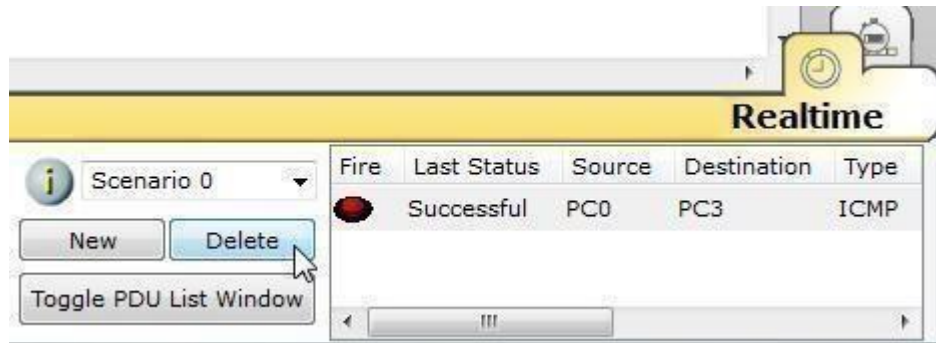 Realtime
Scenario 0
Fire Last Status Source Destination Type
Successful PC0 PC3 ICMP
New Delete
Toggle PDU List Window